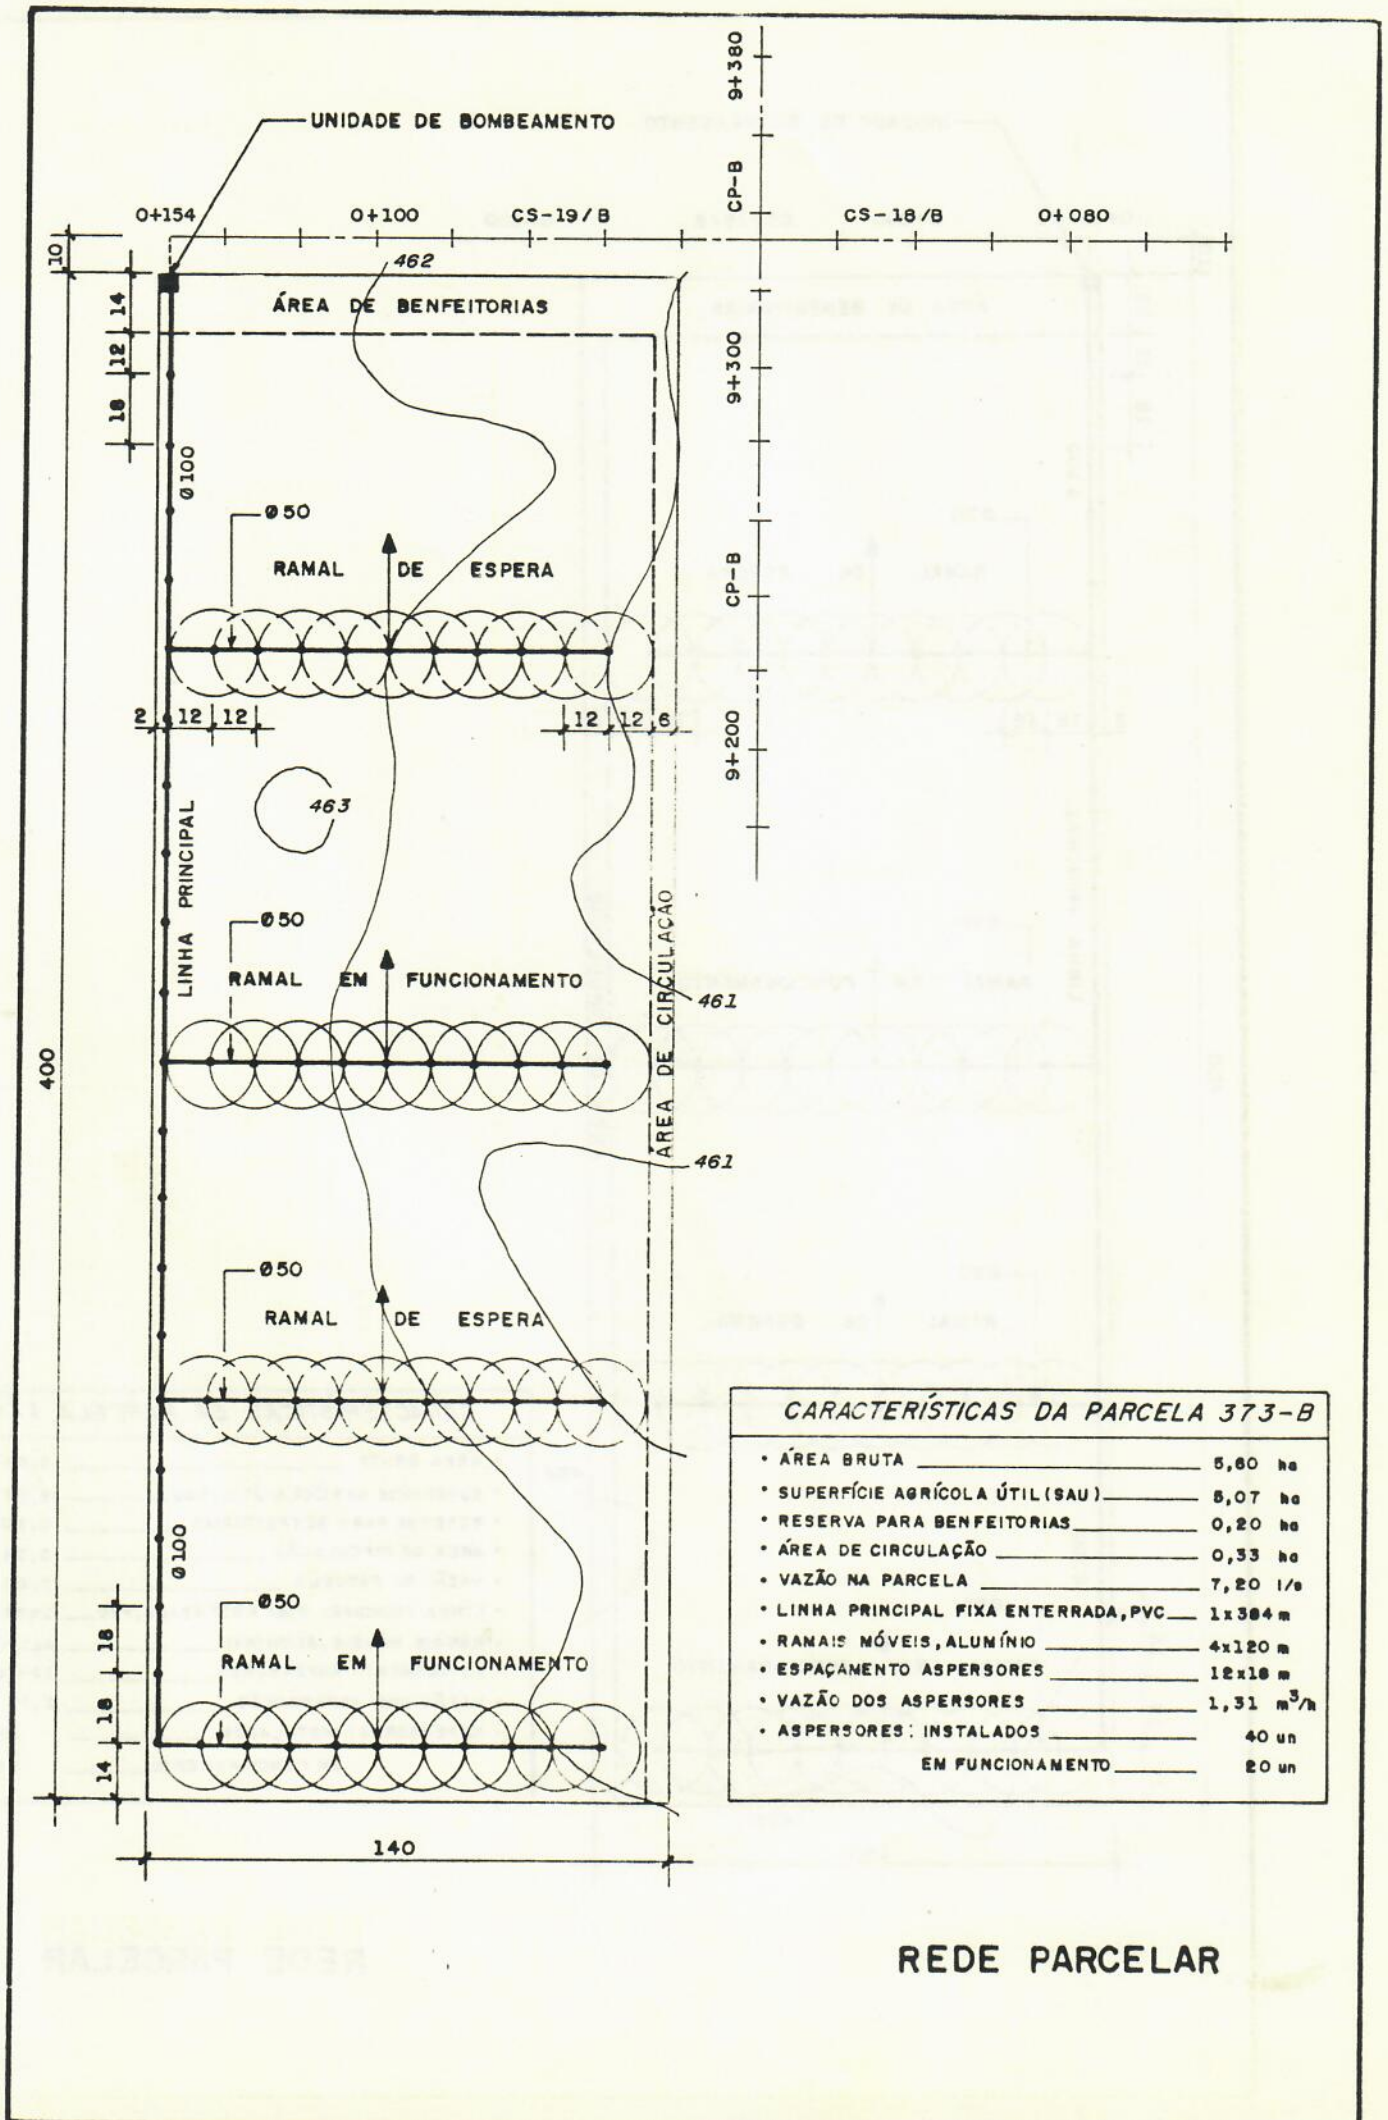 9+380
UNIDADE DE BOMBEAMENTO
CP-B
0+154
0+100
CS-19/B
CS-18/B
0+080
10
462
14
ÁREA DE BENFEITORIAS
12
18
9+300
Ø100
Ø50
RAMAL DE ESPERA
CP-B
2
12
12
12
12
6
9+200
463
LINHA PRINCIPAL
Ø50
RAMAL EM FUNCIONAMENTO
461
ÁREA DE CIRCULAÇÃO
400
461
Ø50
RAMAL DE ESPERA
Ø100
Ø50
18
RAMAL EM FUNCIONAMENTO
18
14
140
CARACTERÍSTICAS DA PARCELA 373-B
• ÁREA BRUTA 5,60 ha
• SUPERFÍCIE AGRÍCOLA ÚTIL (SAU) 5,07 ha
• RESERVA PARA BENFEITORIAS 0,20 ha
• ÁREA DE CIRCULAÇÃO 0,33 ha
• VAZÃO NA PARCELA 7,20 l/s
• LINHA PRINCIPAL FIXA ENTERRADA, PVC 1x384 m
• RAMAIS MÓVEIS, ALUMÍNIO 4x120 m
• ESPAÇAMENTO ASPERSORES 12x18 m
• VAZÃO DOS ASPERSORES 1,31 m³/h
• ASPERSORES: INSTALADOS 40 un
EM FUNCIONAMENTO 20 un
REDE PARCELAR